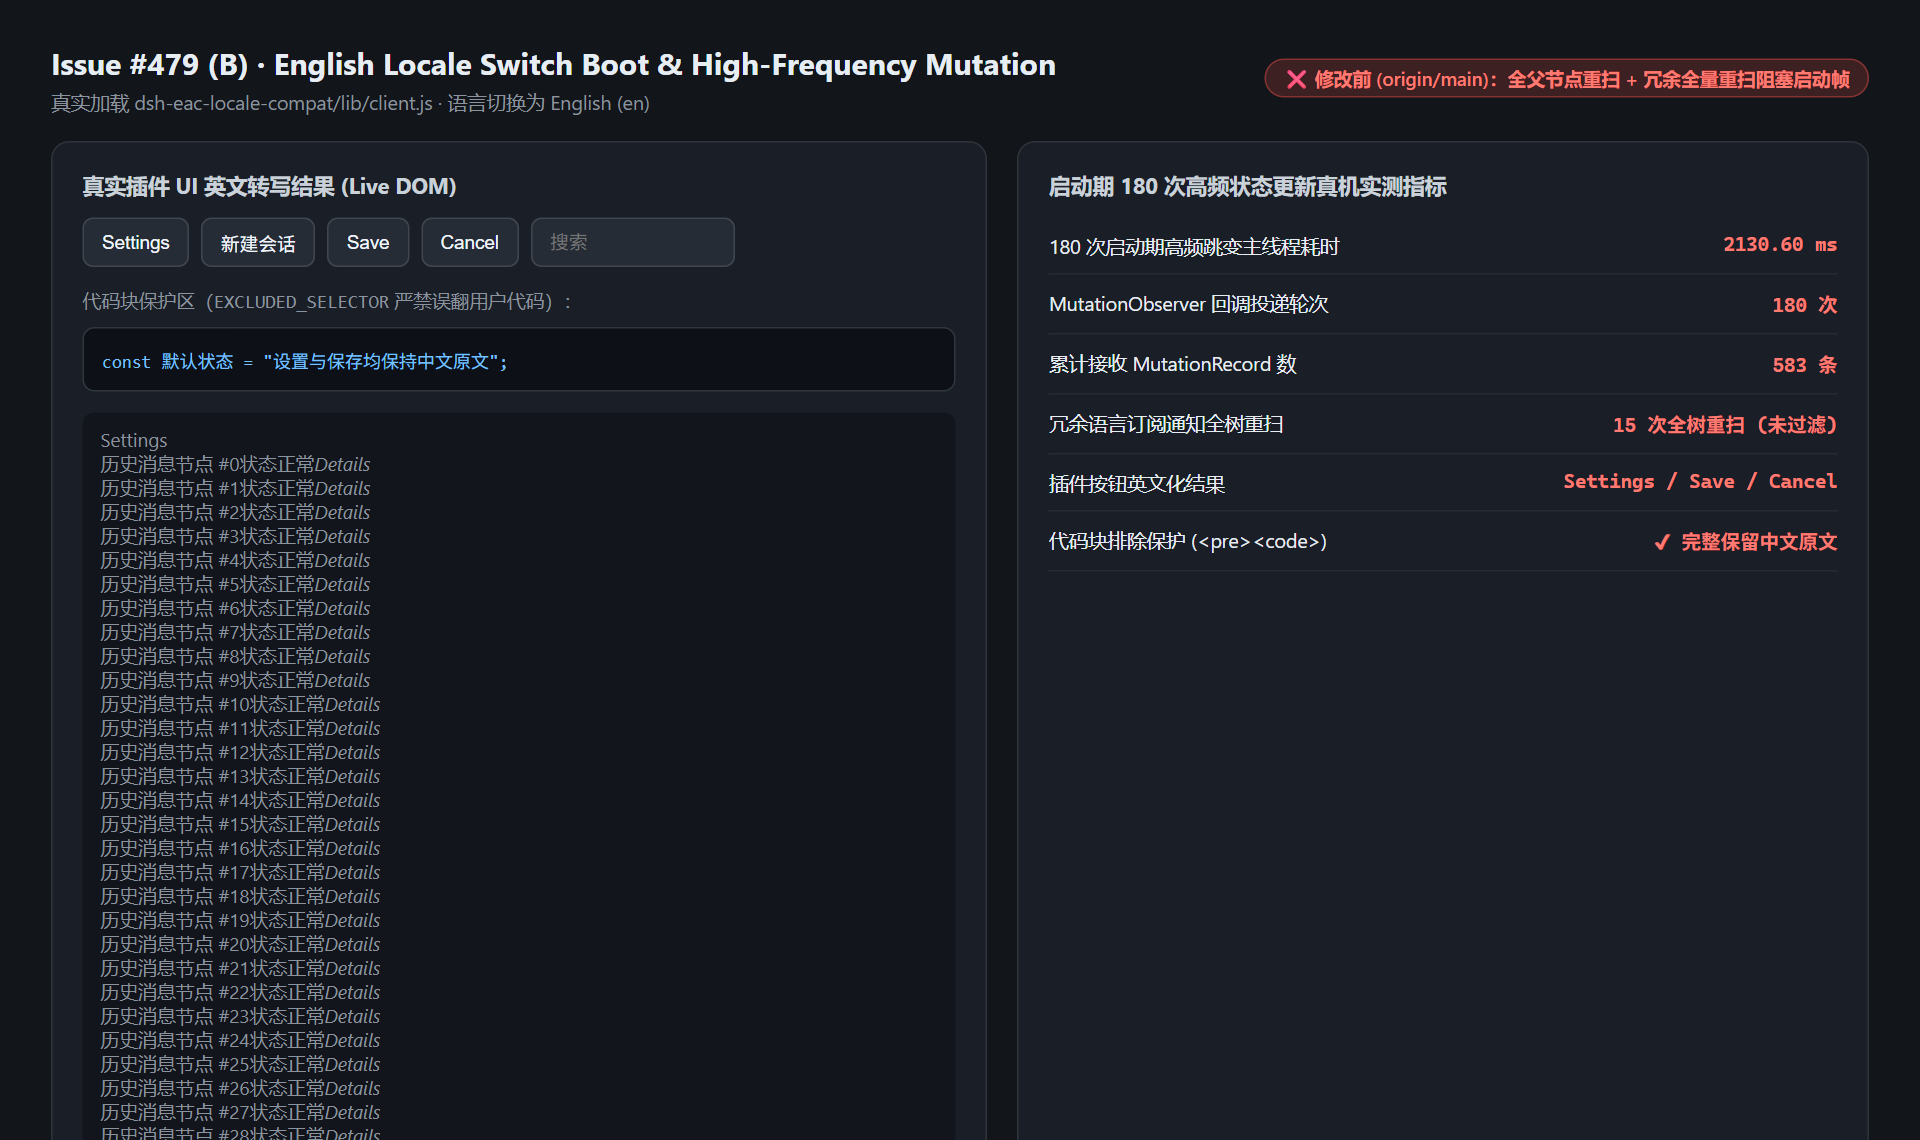 Issue #479 (B) · English Locale Switch Boot & High-Frequency Mutation
真实加载 dsh-eac-locale-compat/lib/client.js · 语言切换为 English (en)
❌ 修改前 (origin/main)：全父节点重扫 + 冗余全量重扫阻塞启动帧
真实插件 UI 英文转写结果 (Live DOM)
Settings
新建会话
Save
Cancel
搜索
代码块保护区（EXCLUDED_SELECTOR 严禁误翻用户代码）：
const 默认状态 = "设置与保存均保持中文原文";
Settings
历史消息节点 #0状态正常Details
历史消息节点 #1状态正常Details
历史消息节点 #2状态正常Details
历史消息节点 #3状态正常Details
历史消息节点 #4状态正常Details
历史消息节点 #5状态正常Details
历史消息节点 #6状态正常Details
历史消息节点 #7状态正常Details
历史消息节点 #8状态正常Details
历史消息节点 #9状态正常Details
历史消息节点 #10状态正常Details
历史消息节点 #11状态正常Details
历史消息节点 #12状态正常Details
历史消息节点 #13状态正常Details
历史消息节点 #14状态正常Details
历史消息节点 #15状态正常Details
历史消息节点 #16状态正常Details
历史消息节点 #17状态正常Details
历史消息节点 #18状态正常Details
历史消息节点 #19状态正常Details
历史消息节点 #20状态正常Details
历史消息节点 #21状态正常Details
历史消息节点 #22状态正常Details
历史消息节点 #23状态正常Details
历史消息节点 #24状态正常Details
历史消息节点 #25状态正常Details
历史消息节点 #26状态正常Details
历史消息节点 #27状态正常Details
历史消息节点 #28状态正常Details
启动期 180 次高频状态更新真机实测指标
180 次启动期高频跳变主线程耗时
2130.60 ms
MutationObserver 回调投递轮次
180 次
累计接收 MutationRecord 数
583 条
冗余语言订阅通知全树重扫
15 次全树重扫 (未过滤)
插件按钮英文化结果
Settings / Save / Cancel
代码块排除保护 (<pre><code>)
✓ 完整保留中文原文